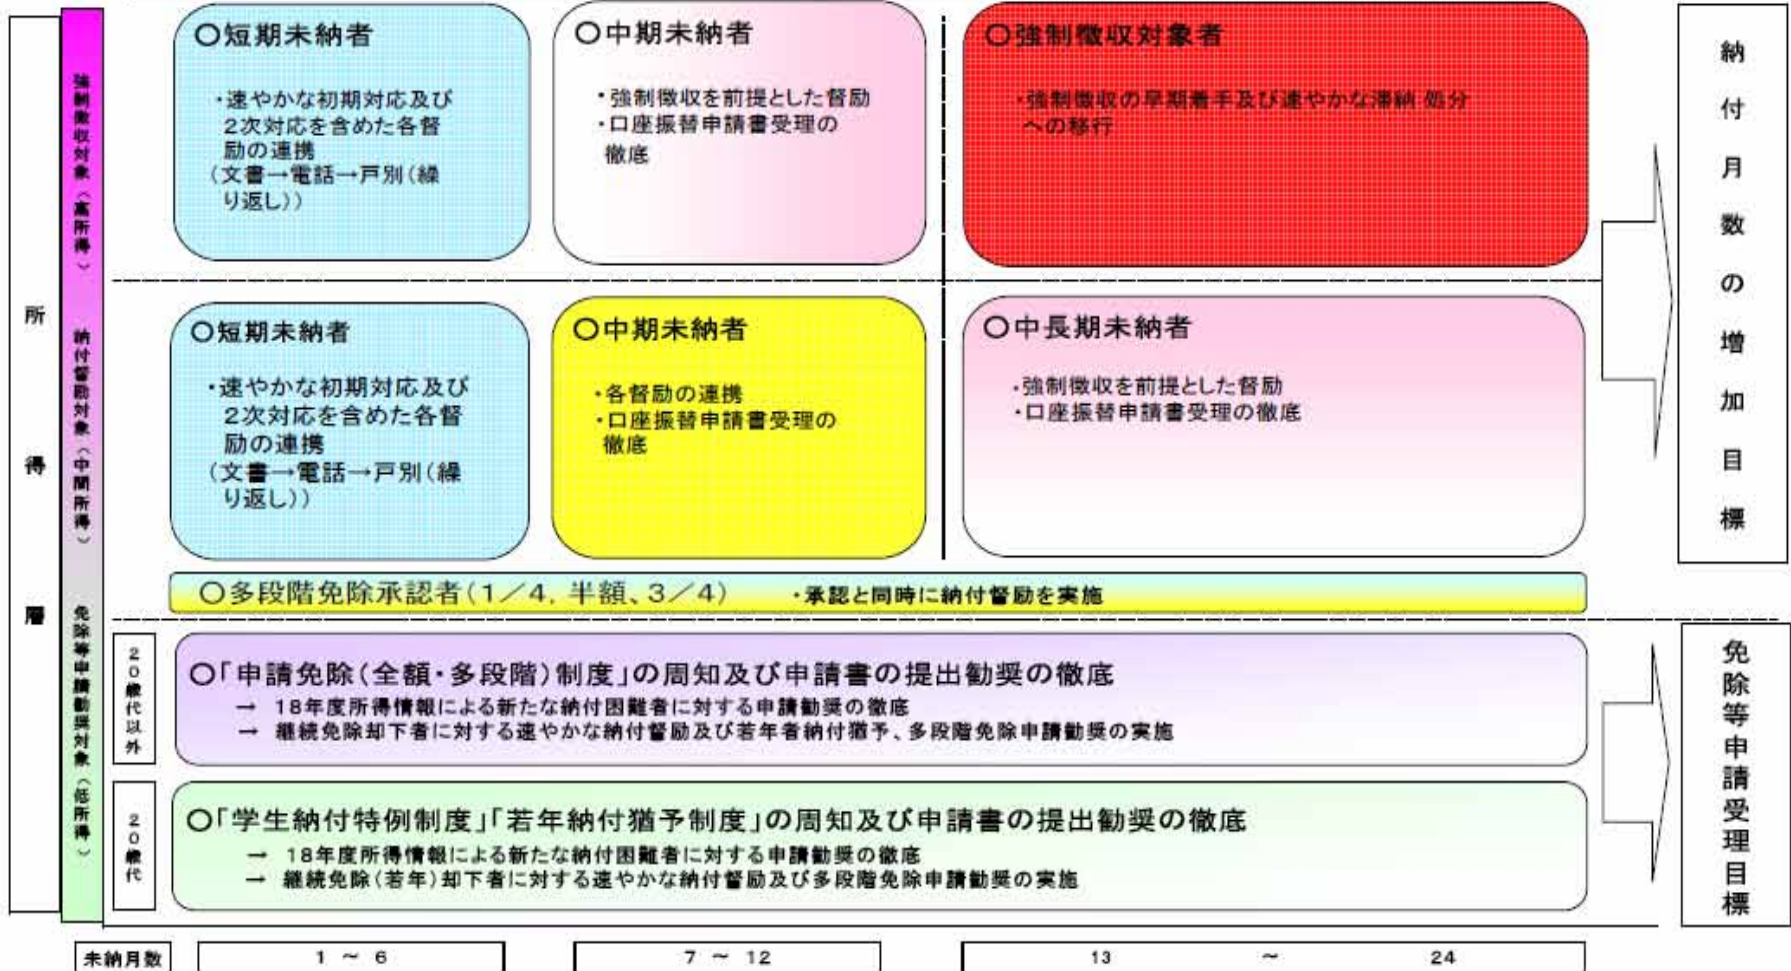 所得層
強制徴収対象（高所得）
納付督励対象（中間所得）
免除等申請勧奨対象（低所得）
○短期未納者
・速やかな初期対応及び
2次対応を含めた各督
励の連携
(文書→電話→戸別(繰
り返し))
○中期未納者
・強制徴収を前提とした督励
・口座振替申請書受理の
徹底
○強制徴収対象者
・強制徴収の早期着手及び速やかな滞納 処分
への移行
○短期未納者
・速やかな初期対応及び
2次対応を含めた各督
励の連携
(文書→電話→戸別(繰
り返し))
○中期未納者
・各督励の連携
・口座振替申請書受理の
徹底
○中長期未納者
・強制徴収を前提とした督励
・口座振替申請書受理の徹底
納付月数の増加目標
○多段階免除承認者(1／4, 半額、3／4) ・承認と同時に納付督励を実施
20歳代以外
○「申請免除(全額・多段階)制度」の周知及び申請書の提出勧奨の徹底
→ 18年度所得情報による新たな納付困難者に対する申請勧奨の徹底
→ 継続免除却下者に対する速やかな納付督励及び若年者納付猶予、多段階免除申請勧奨の実施
20歳代
○「学生納付特例制度」「若年納付猶予制度」の周知及び申請書の提出勧奨の徹底
→ 18年度所得情報による新たな納付困難者に対する申請勧奨の徹底
→ 継続免除(若年)却下者に対する速やかな納付督励及び多段階免除申請勧奨の実施
免除等申請受理目標
未納月数
1 ～ 6
7 ～ 12
13 ～ 24